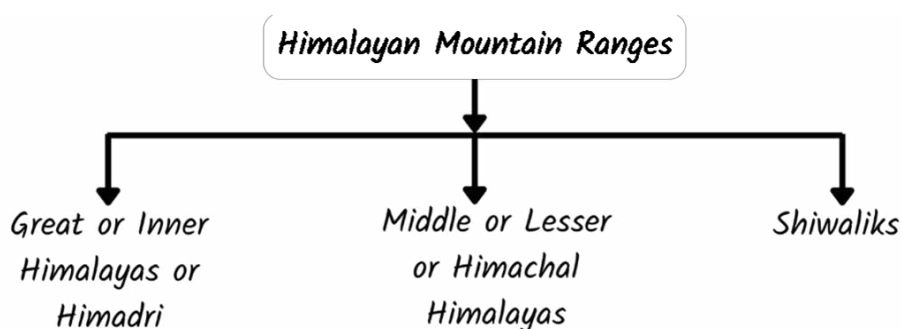 Himalayan Mountain Ranges
Great or Inner
Himalayas or
Himadri
Middle or Lesser
or Himachal
Himalayas
Shiwaliks